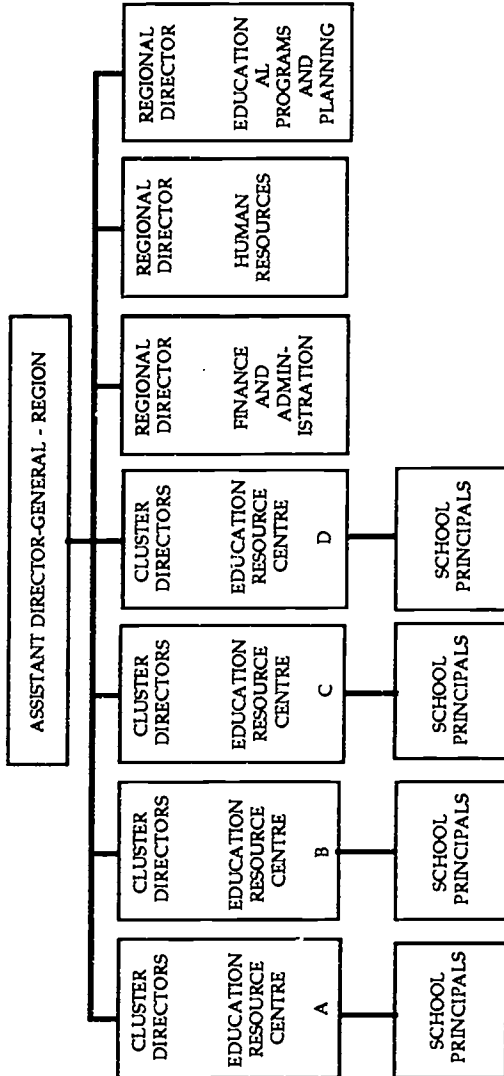 ASSISTANT DIRECTOR-GENERAL - REGION
CLUSTER
DIRECTORS
EDUCATION
RESOURCE
CENTRE
A
CLUSTER
DIRECTORS
EDUCATION
RESOURCE
CENTRE
B
CLUSTER
DIRECTORS
EDUCATION
RESOURCE
CENTRE
C
CLUSTER
DIRECTORS
EDUCATION
RESOURCE
CENTRE
D
REGIONAL
DIRECTOR
FINANCE
AND
ADMIN-
ISTRATION
REGIONAL
DIRECTOR
HUMAN
RESOURCES
REGIONAL
DIRECTOR
EDUCATION
AL
PROGRAMS
AND
PLANNING
SCHOOL
PRINCIPALS
SCHOOL
PRINCIPALS
SCHOOL
PRINCIPALS
SCHOOL
PRINCIPALS